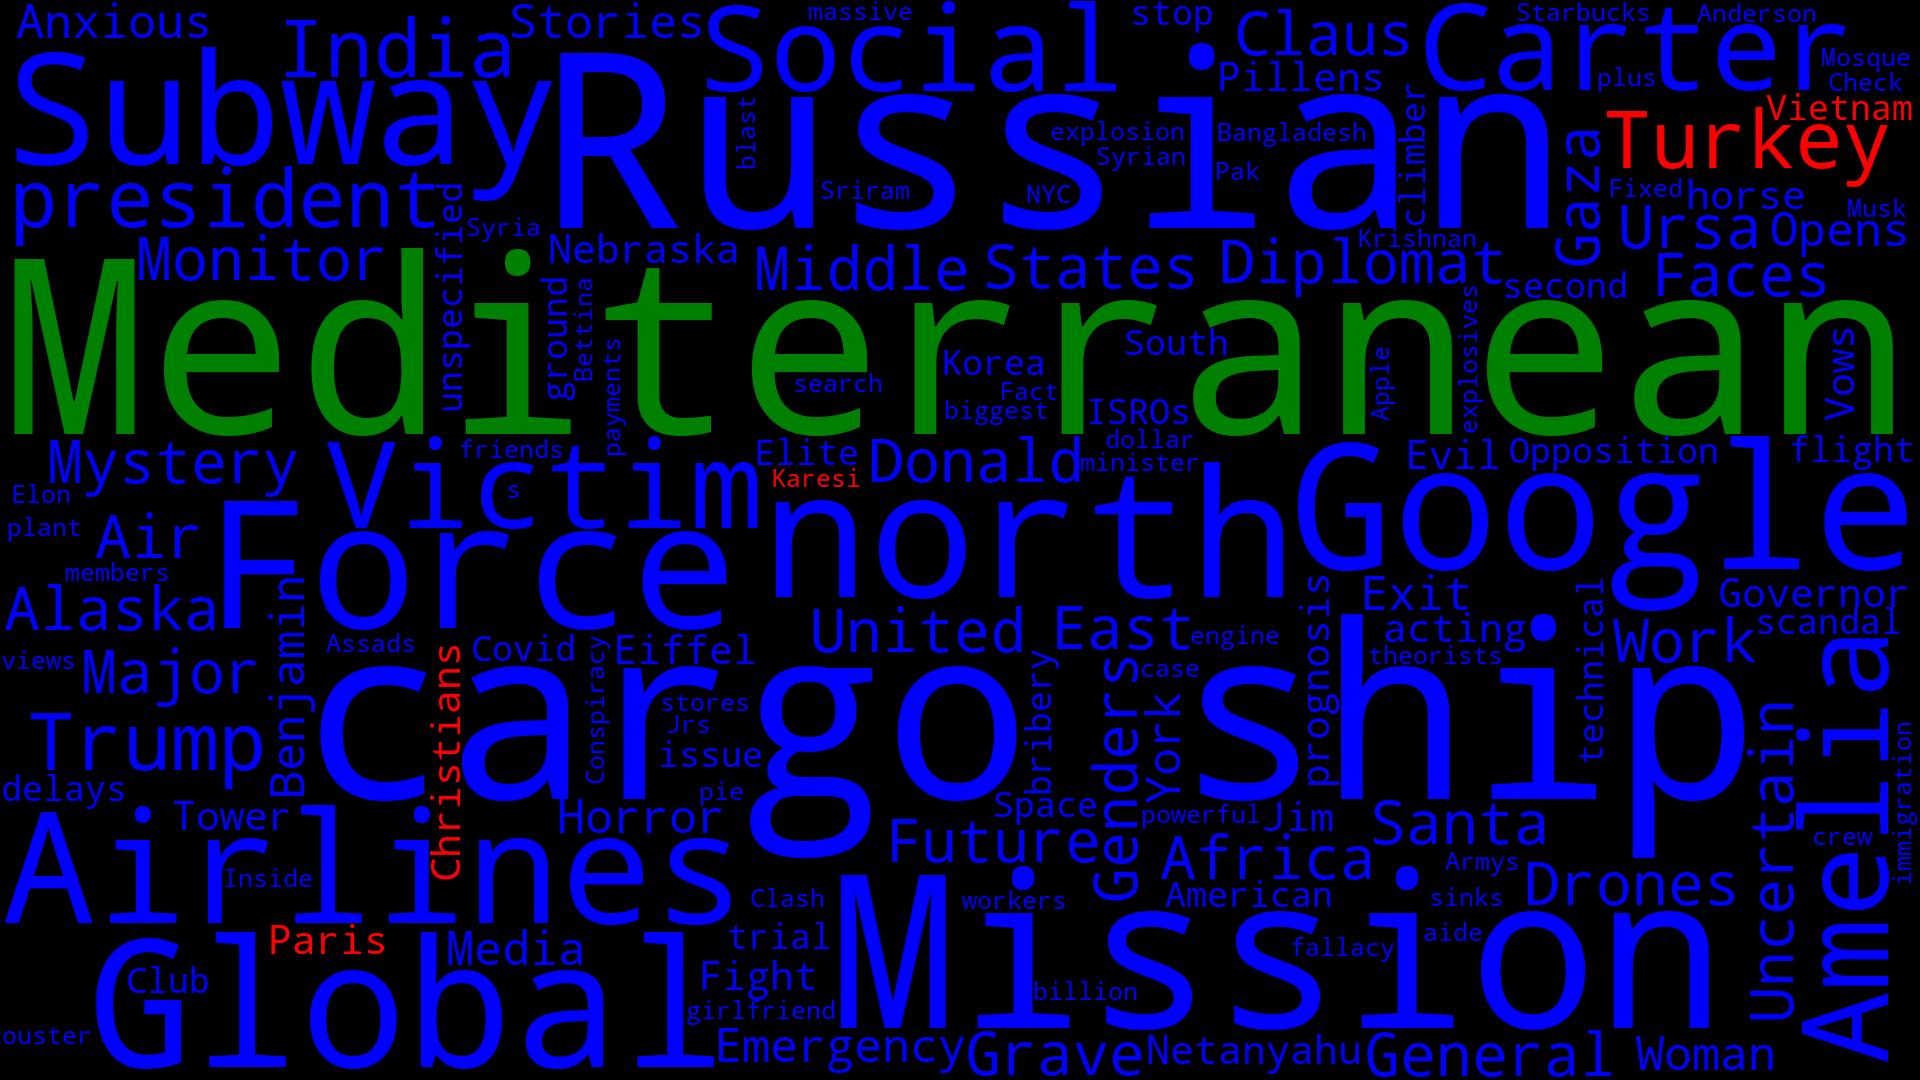 Anxious
India
Stories
Social
massive
stop
Claus
Carter
Starbucks
Anderson
Subway
Russian
Pillens
plus
Mosque
Check
Vietnam
Turkey
blast
explosion
Bangladesh
climber
Syrian
Pak
Gaza
president
Sriram
NYC
Fixed
horse
Musk
Ursa
Opens
unspecified
Syria
Monitor
Nebraska
Middle
States
Diplomat
Krishnan
second
Faces
Mediterranean
ground
Bettina
payments
search
Korea
South
Fact
biggest
ISROs
Apple
explosives
Vows
Mystery
Victim
friends
Elite
Karesi
Donald
dollar
minister
north
Google
Evil
Opposition
flight
Elon
s
plant
Air
Force
members
Alaska
Benjamin
United
East
engine
prognosis
Exit
acting
theorists
technical
Governor
scandal
Work
Assads
Covid
Conspiracy
Eiffel
views
Major
Christians
cargo
ship
stores
Jrs
issue
bribery
Genders
case
York
Trump
delays
pie
Tower
Horror
Space
powerful
Jim
Santa
Uncertain
Amelia
crew
immigration
Airlines
Inside
Future
Africa
Armys
Drones
Clash
workers
American
sinks
Mission
Paris
Media
trial
fallacy
aide
Global
Club
Fight
billion
girlfriend
ouster
Emergency
Grave
Netanyahu
General
Woman